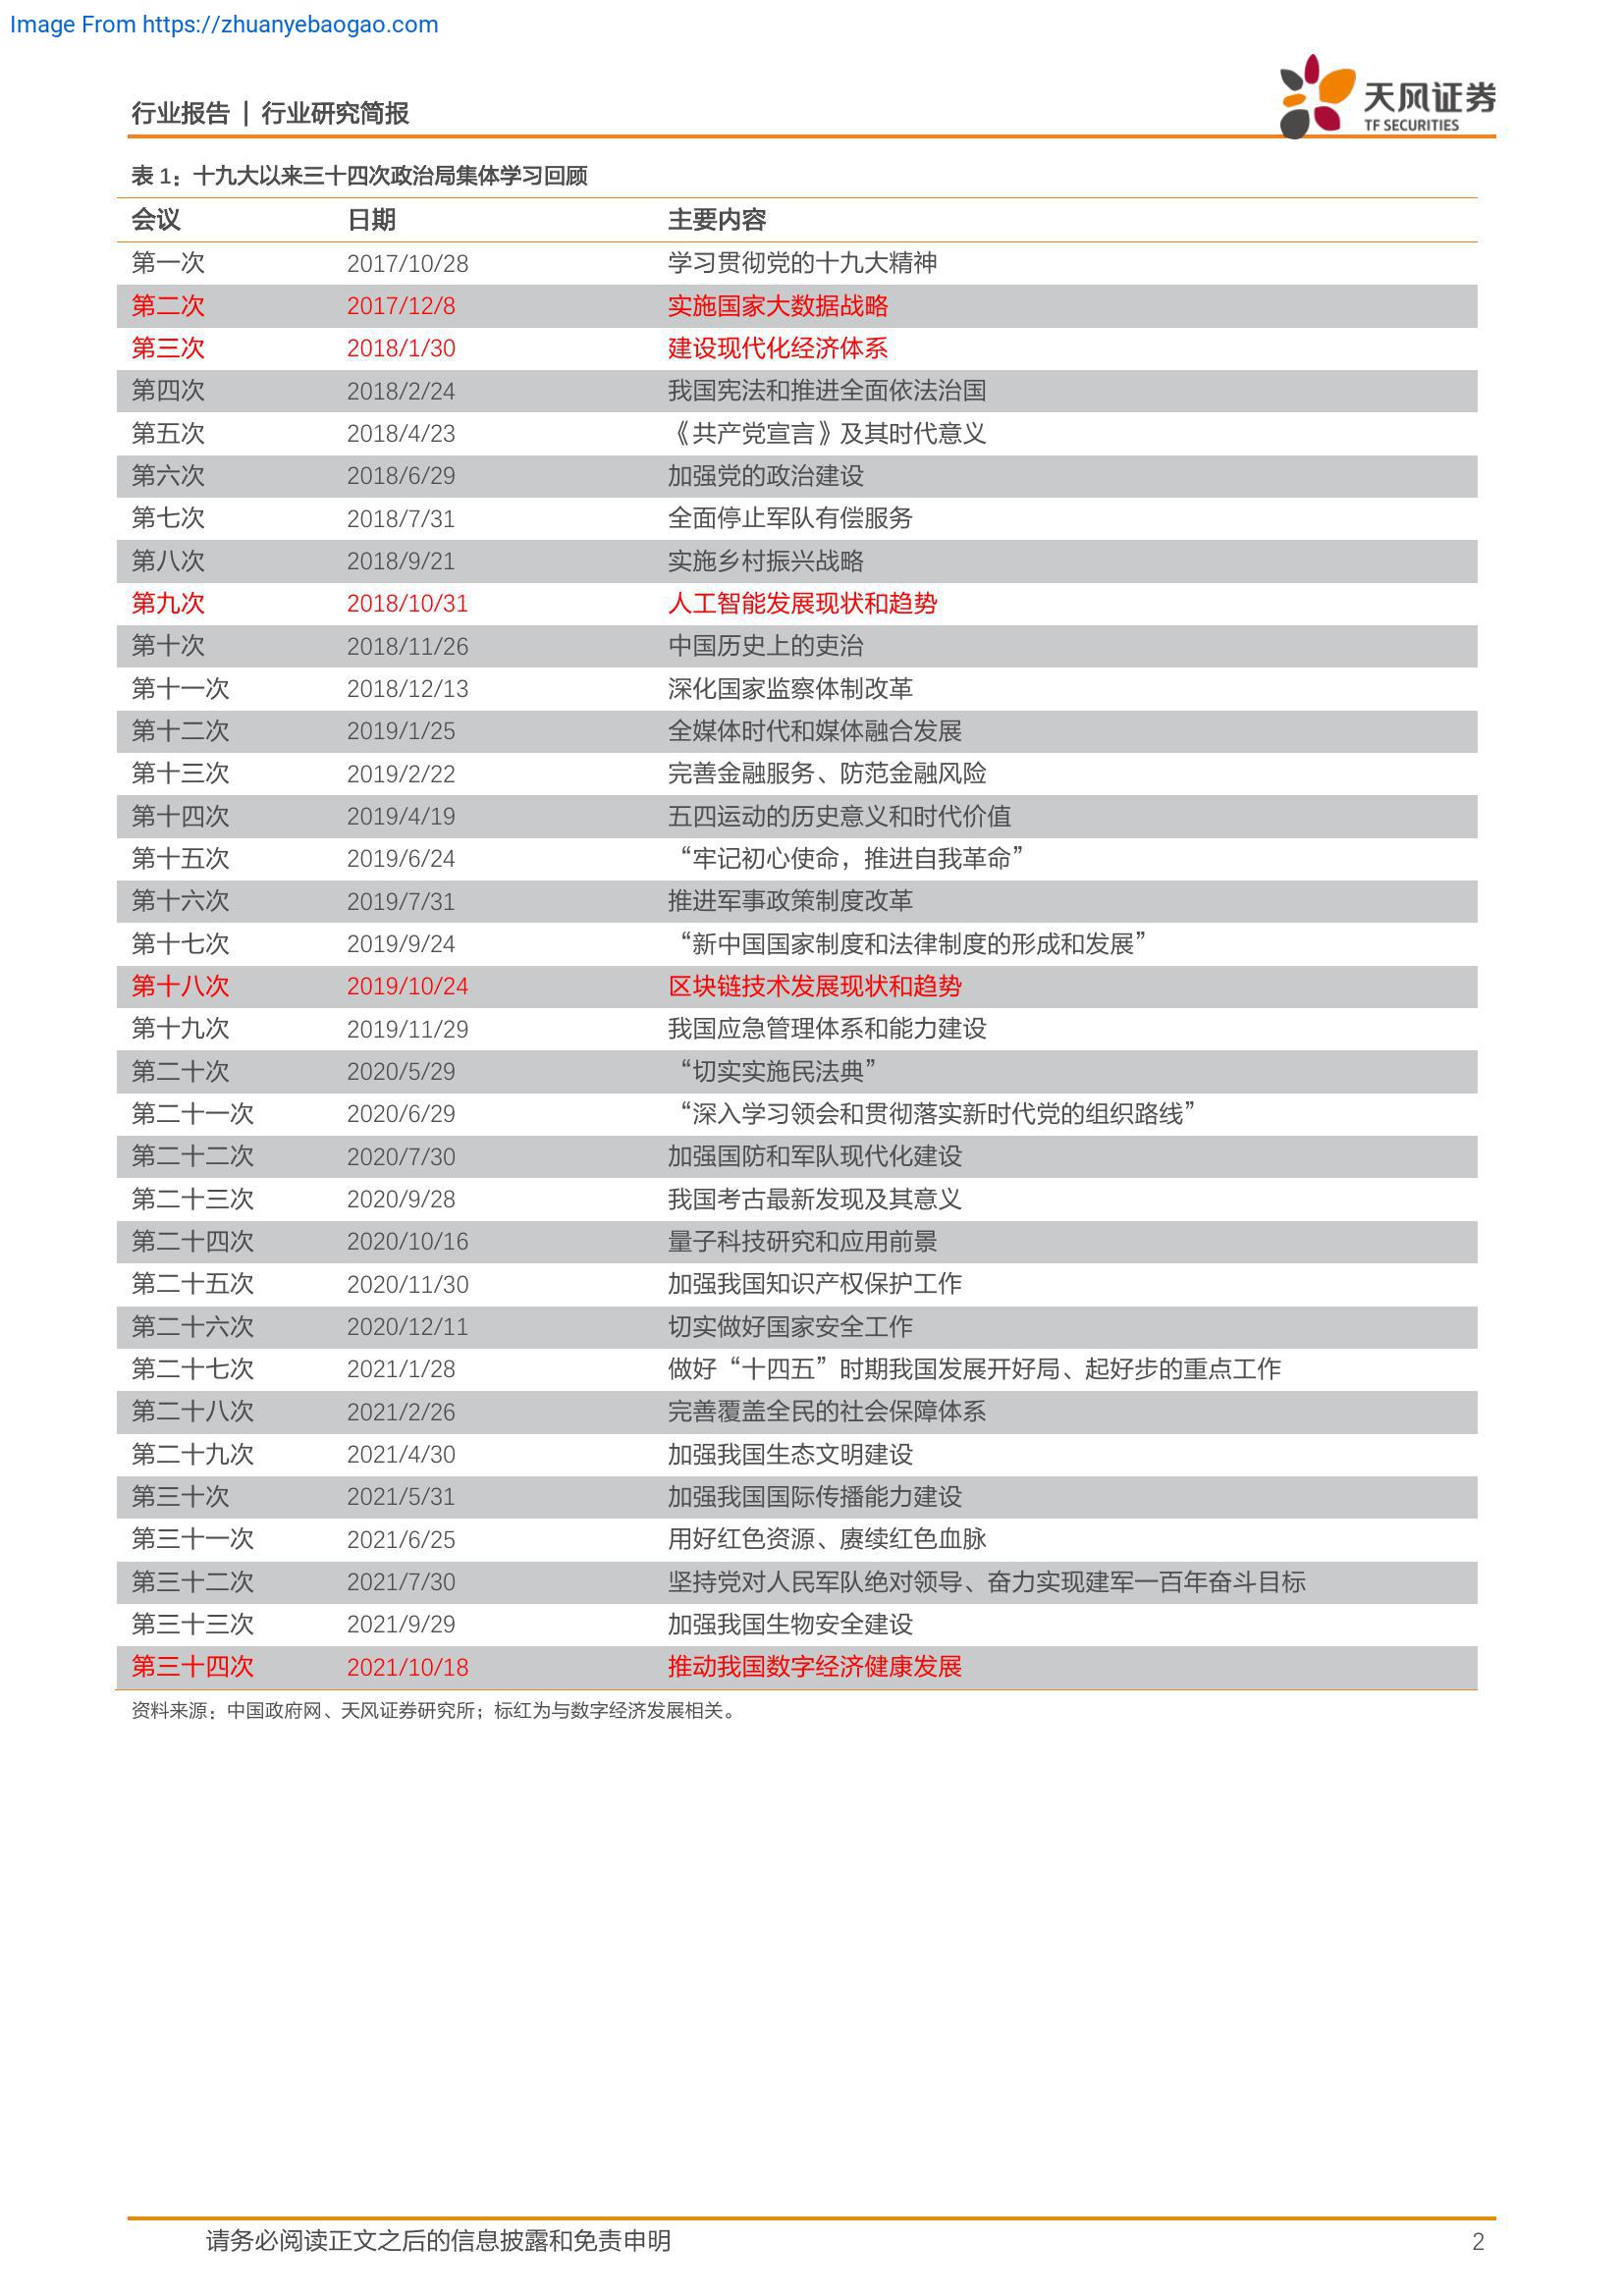 Image From https://zhuanyebaogao.com
行业报告 | 行业研究简报
天风证券
TF SECURITIES
表 1：十九大以来三十四次政治局集体学习回顾
会议 日期 主要内容
第一次 2017/10/28 学习贯彻党的十九大精神
第二次 2017/12/8 实施国家大数据战略
第三次 2018/1/30 建设现代化经济体系
第四次 2018/2/24 我国宪法和推进全面依法治国
第五次 2018/4/23 《共产党宣言》及其时代意义
第六次 2018/6/29 加强党的政治建设
第七次 2018/7/31 全面停止军队有偿服务
第八次 2018/9/21 实施乡村振兴战略
第九次 2018/10/31 人工智能发展现状和趋势
第十次 2018/11/26 中国历史上的吏治
第十一次 2018/12/13 深化国家监察体制改革
第十二次 2019/1/25 全媒体时代和媒体融合发展
第十三次 2019/2/22 完善金融服务、防范金融风险
第十四次 2019/4/19 五四运动的历史意义和时代价值
第十五次 2019/6/24 “牢记初心使命，推进自我革命”
第十六次 2019/7/31 推进军事政策制度改革
第十七次 2019/9/24 “新中国国家制度和法律制度的形成和发展”
第十八次 2019/10/24 区块链技术发展现状和趋势
第十九次 2019/11/29 我国应急管理体系和能力建设
第二十次 2020/5/29 “切实实施民法典”
第二十一次 2020/6/29 “深入学习领会和贯彻落实新时代党的组织路线”
第二十二次 2020/7/30 加强国防和军队现代化建设
第二十三次 2020/9/28 我国考古最新发现及其意义
第二十四次 2020/10/16 量子科技研究和应用前景
第二十五次 2020/11/30 加强我国知识产权保护工作
第二十六次 2020/12/11 切实做好国家安全工作
第二十七次 2021/1/28 做好“十四五”时期我国发展开好局、起好步的重点工作
第二十八次 2021/2/26 完善覆盖全民的社会保障体系
第二十九次 2021/4/30 加强我国生态文明建设
第三十次 2021/5/31 加强我国国际传播能力建设
第三十一次 2021/6/25 用好红色资源、赓续红色血脉
第三十二次 2021/7/30 坚持党对人民军队绝对领导、奋力实现建军一百年奋斗目标
第三十三次 2021/9/29 加强我国生物安全建设
第三十四次 2021/10/18 推动我国数字经济健康发展
资料来源：中国政府网、天风证券研究所；标红为与数字经济发展相关。
请务必阅读正文之后的信息披露和免责申明 2